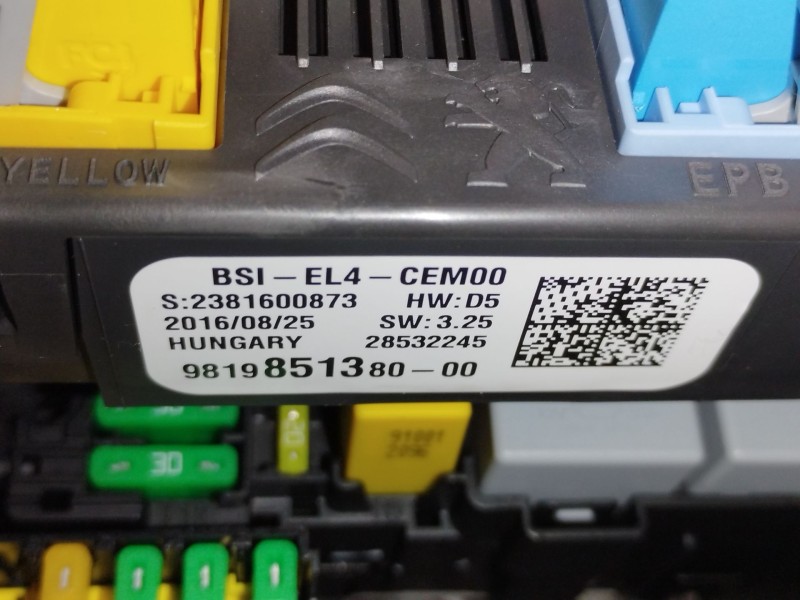 FCA
YELLOW
EPB
BSI – EL4 – CEM00
S:2381600873 HW: D5
2016/08/25 SW: 3.25
HUNGARY 28532245
9819851380 – 00
30